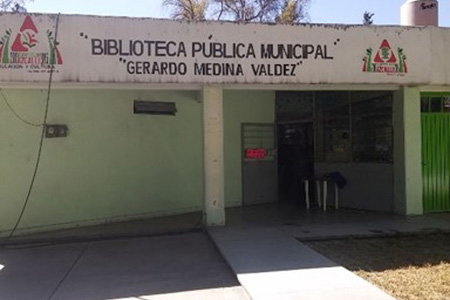 "BIBLIOTECA PÚBLICA MUNICIPAL"
"GERARDO MEDINA VALDEZ"